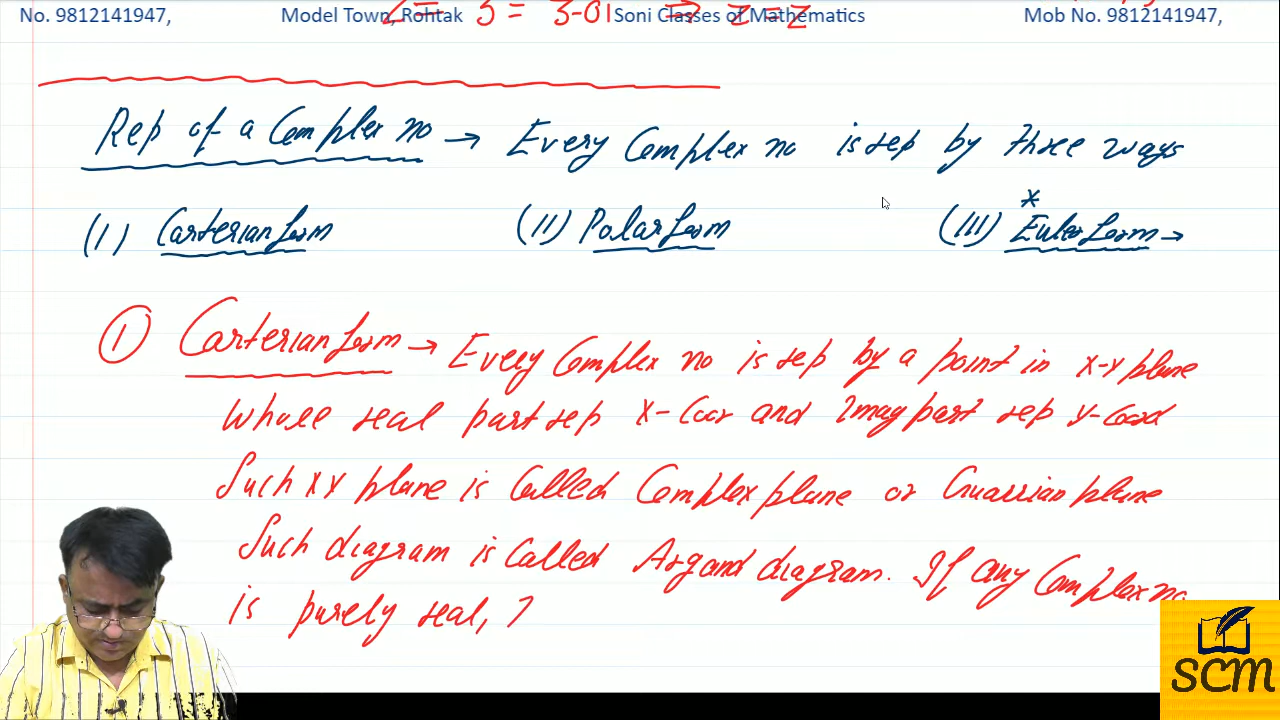 No. 9812141947, Model Town, Rohtak Soni Classes of Mathematics Mob No. 9812141947,
Rep of a Complex no → Every Complex no is rep by three ways
(I) Carterian form (II) Polar form (III) Euler form →
① Carterian form → Every Complex no is rep by a point in X-Y plane
Whose real part rep X-Coor and Imag part rep Y-Coord
Such XY plane is Called Complex plane or Guassian plane
Such diagram is Called Argand diagram. If any Complex no
is purely real,
SCM